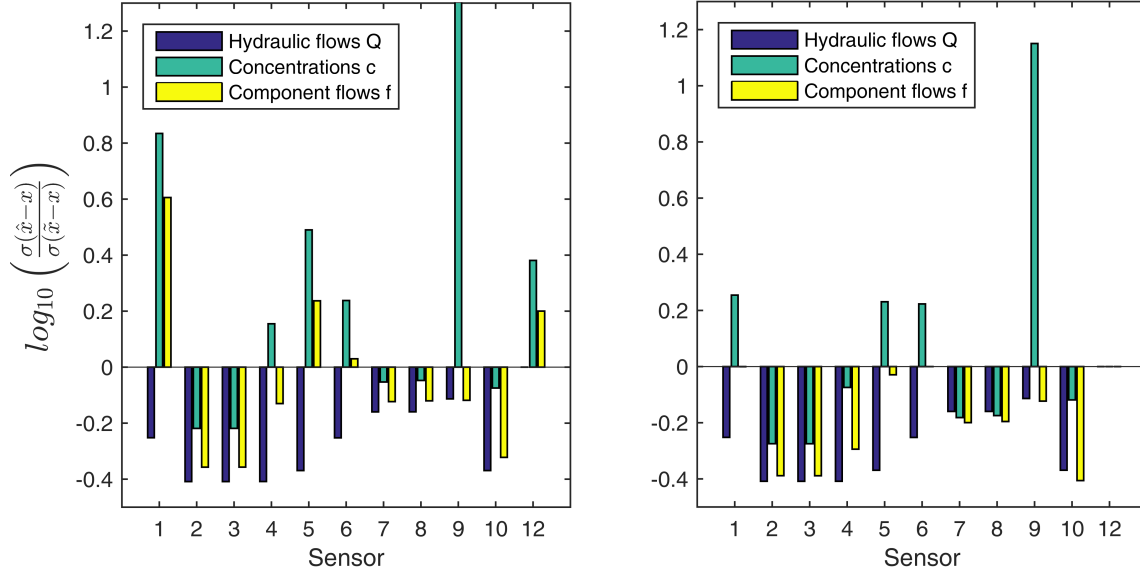 log10 (σ(x̂−x)/σ(x̃−x))
1.2
1
0.8
0.6
0.4
0.2
0
-0.2
-0.4
Hydraulic flows Q
Concentrations c
Component flows f
1 2 3 4 5 6 7 8 9 10 12
Sensor
1.2
1
0.8
0.6
0.4
0.2
0
-0.2
-0.4
Hydraulic flows Q
Concentrations c
Component flows f
1 2 3 4 5 6 7 8 9 10 12
Sensor